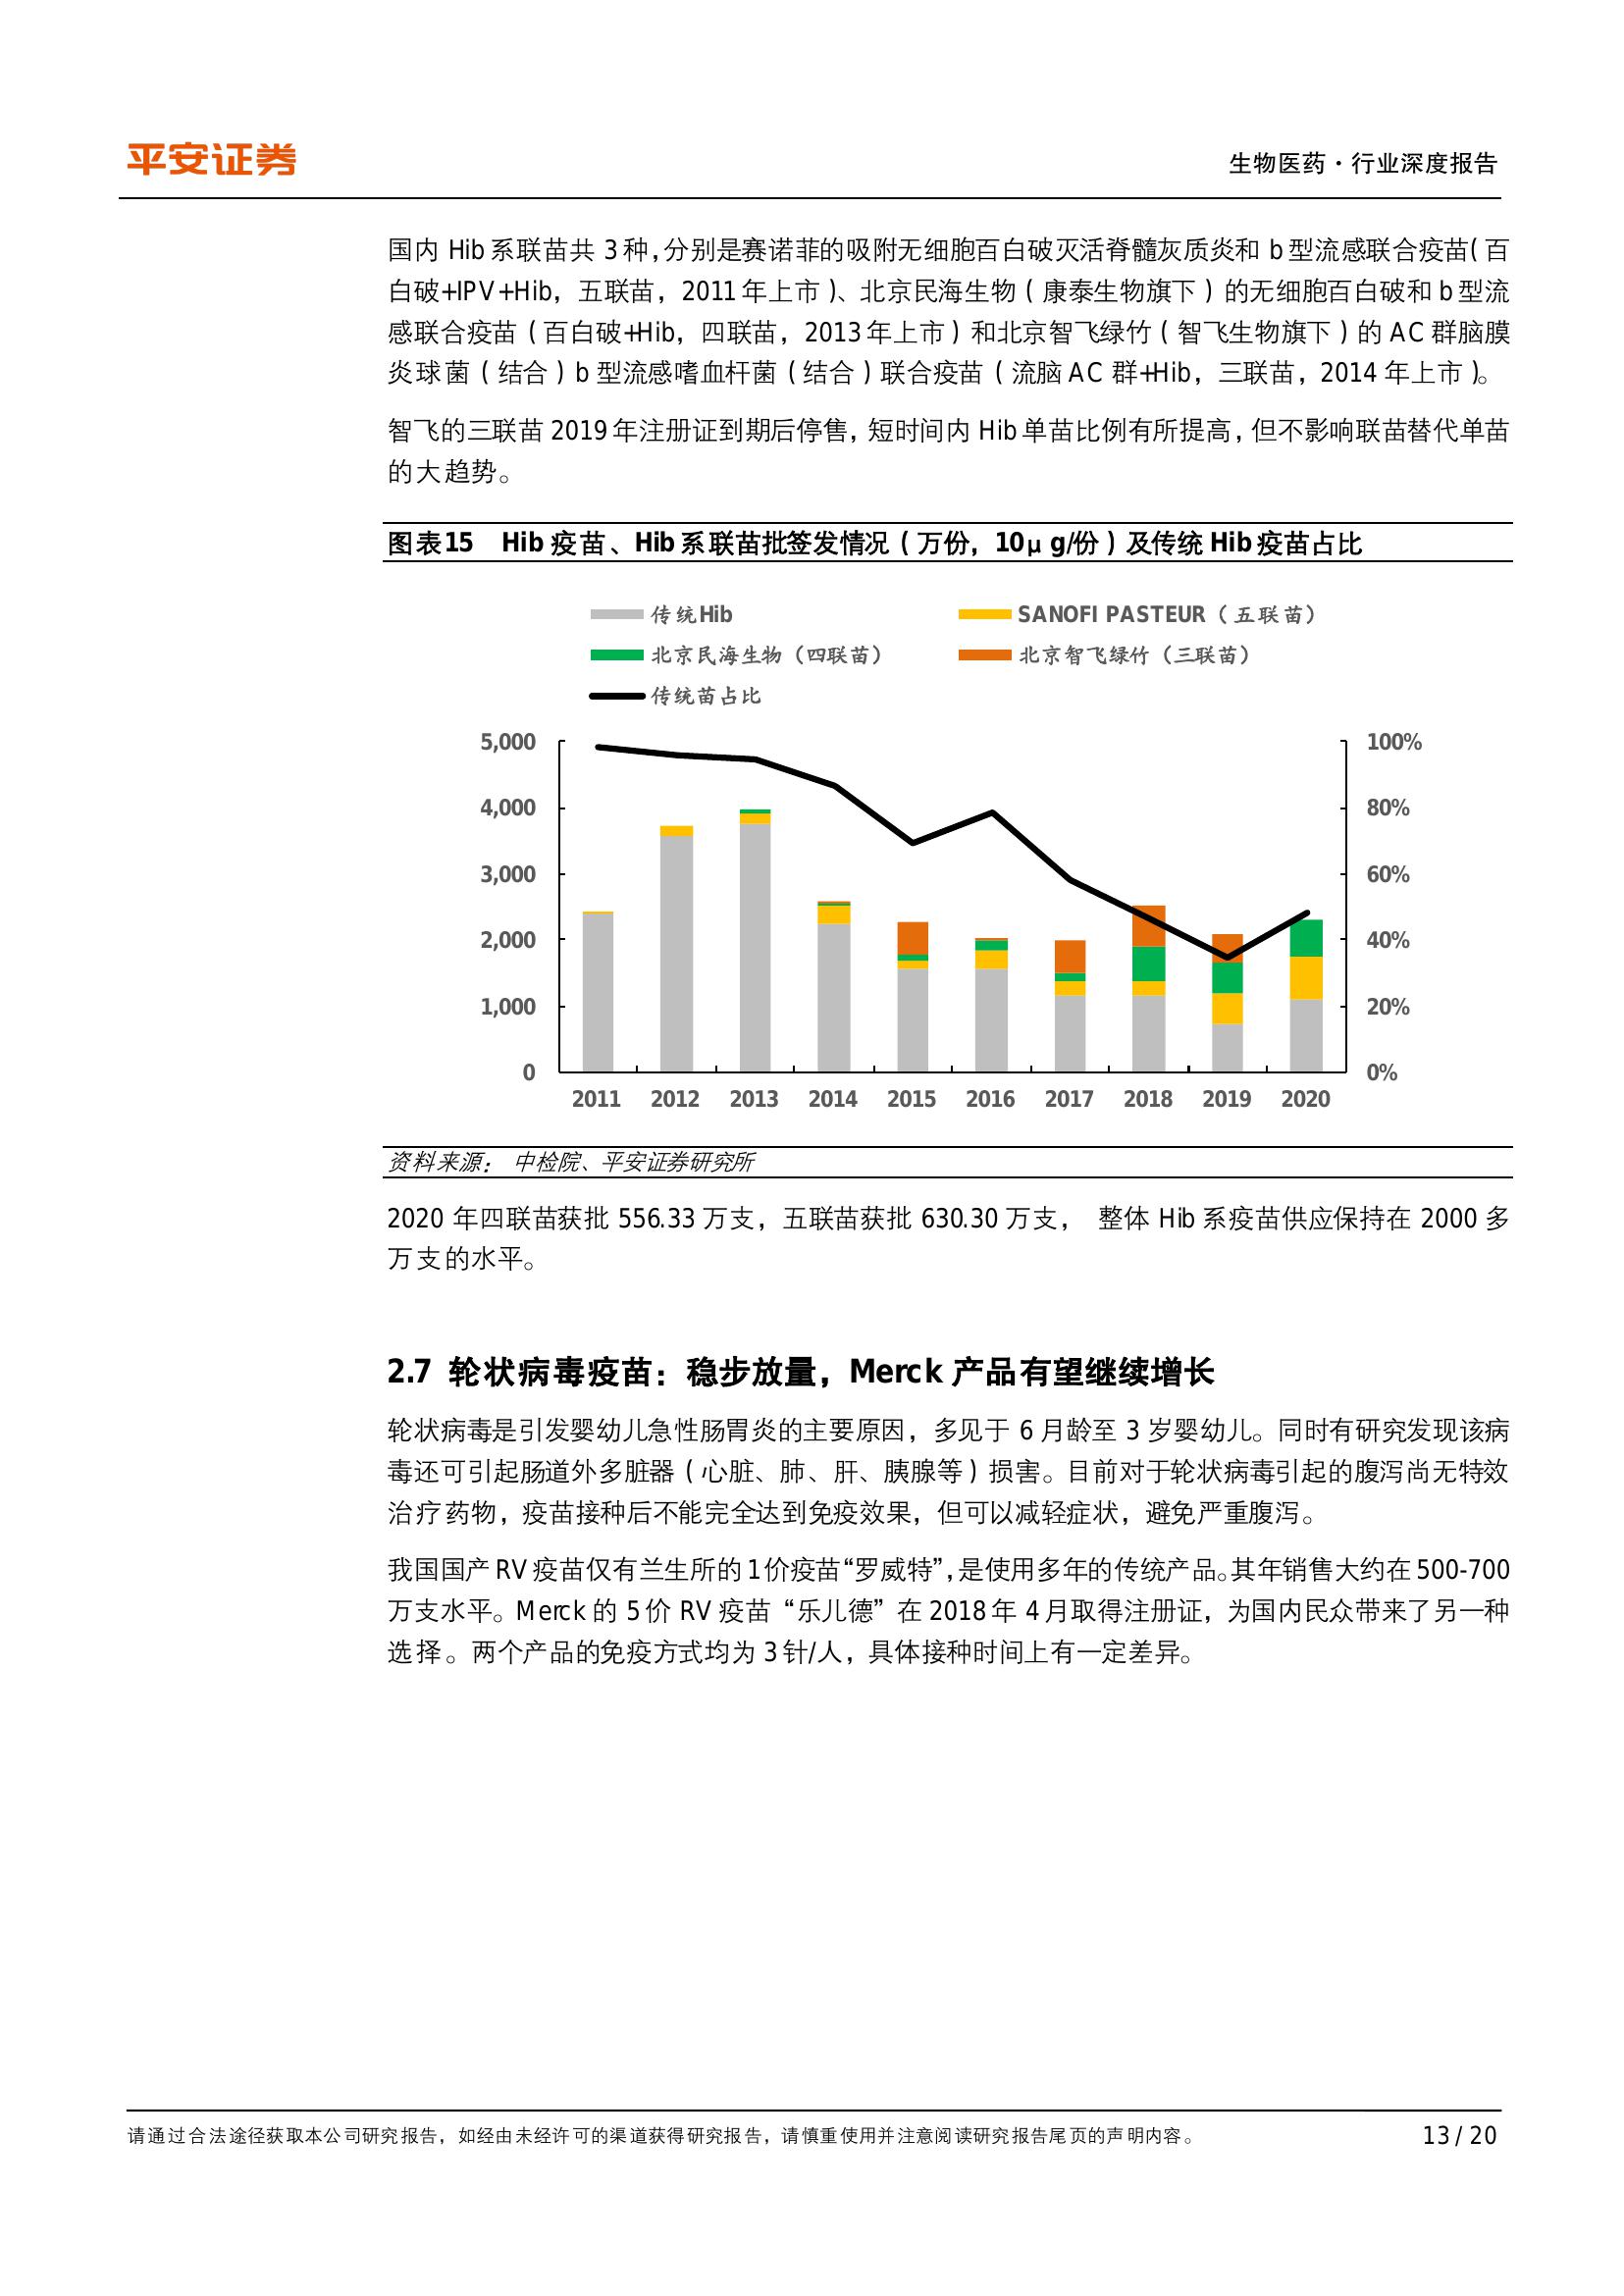 平安证券
生物医药·行业深度报告
国内 Hib 系联苗共 3 种，分别是赛诺菲的吸附无细胞百白破灭活脊髓灰质炎和 b 型流感联合疫苗（百
白破+IPV+Hib，五联苗，2011 年上市）、北京民海生物（康泰生物旗下）的无细胞百白破和 b 型流
感联合疫苗（百白破+Hib，四联苗，2013 年上市）和北京智飞绿竹（智飞生物旗下）的 AC 群脑膜
炎球菌（结合）b 型流感嗜血杆菌（结合）联合疫苗（流脑 AC 群+Hib，三联苗，2014 年上市）。
智飞的三联苗 2019 年注册证到期后停售，短时间内 Hib 单苗比例有所提高，但不影响联苗替代单苗
的大趋势。
图表15 Hib 疫苗、Hib 系联苗批签发情况（万份，10μg/份）及传统 Hib 疫苗占比
传统Hib SANOFI PASTEUR（五联苗）
北京民海生物（四联苗） 北京智飞绿竹（三联苗）
传统苗占比
5,000 100%
4,000 80%
3,000 60%
2,000 40%
1,000 20%
0 0%
2011 2012 2013 2014 2015 2016 2017 2018 2019 2020
资料来源： 中检院、平安证券研究所
2020 年四联苗获批 556.33 万支，五联苗获批 630.30 万支， 整体 Hib 系疫苗供应保持在 2000 多
万支的水平。
2.7 轮状病毒疫苗：稳步放量，Merck 产品有望继续增长
轮状病毒是引发婴幼儿急性肠胃炎的主要原因，多见于 6 月龄至 3 岁婴幼儿。同时有研究发现该病
毒还可引起肠道外多脏器（心脏、肺、肝、胰腺等）损害。目前对于轮状病毒引起的腹泻尚无特效
治疗药物，疫苗接种后不能完全达到免疫效果，但可以减轻症状，避免严重腹泻。
我国国产 RV 疫苗仅有兰生所的 1 价疫苗“罗威特”，是使用多年的传统产品。其年销售大约在 500-700
万支水平。Merck 的 5 价 RV 疫苗“乐儿德”在 2018 年 4 月取得注册证，为国内民众带来了另一种
选择。两个产品的免疫方式均为 3 针/人，具体接种时间上有一定差异。
请通过合法途径获取本公司研究报告，如经由未经许可的渠道获得研究报告，请慎重使用并注意阅读研究报告尾页的声明内容。
13 / 20